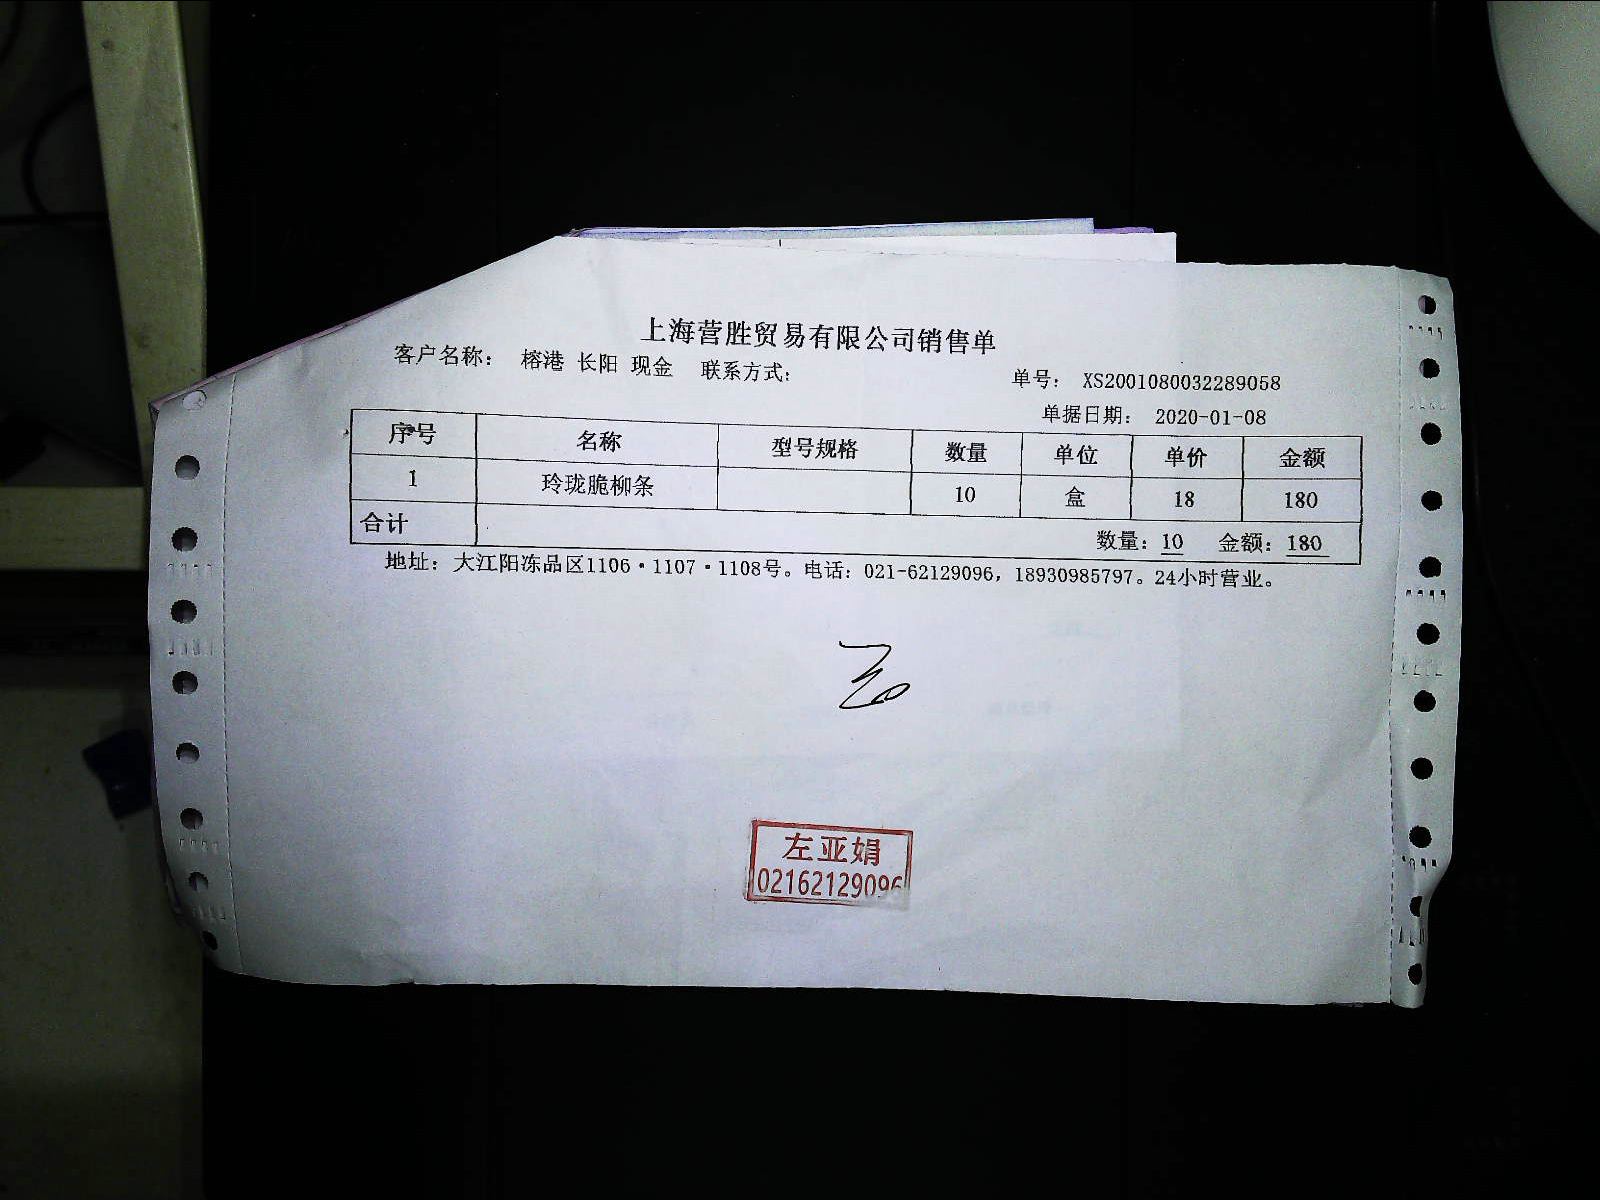 上海营胜贸易有限公司销售单
客户名称： 榕港 长阳 现金 联系方式： 单号： XS2001080032289058
单据日期： 2020-01-08
序号 名称 型号规格 数量 单位 单价 金额
1 玲珑脆柳条 10 盒 18 180
合计 数量：10 金额：180
地址：大江阳冻品区1106·1107·1108号。电话：021-62129096，18930985797。24小时营业。
左亚娟
02162129096